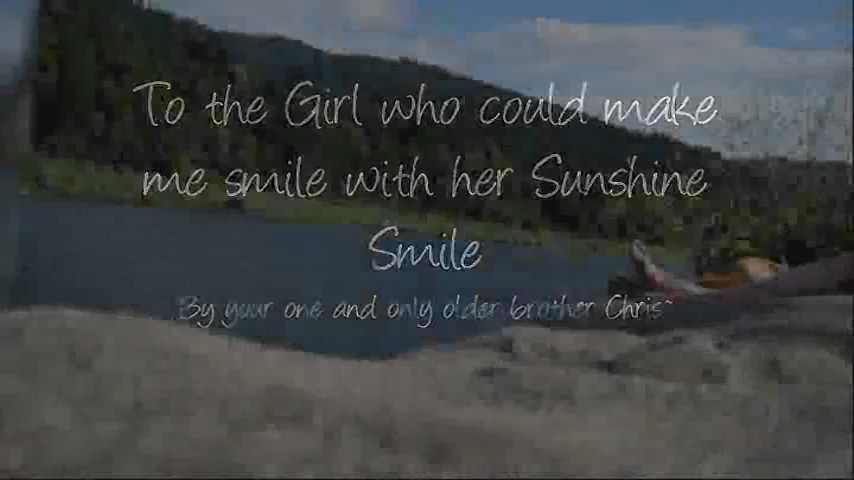 To the Girl who could make
me smile with her Sunshine
Smile
By your one and only older brother Chris~